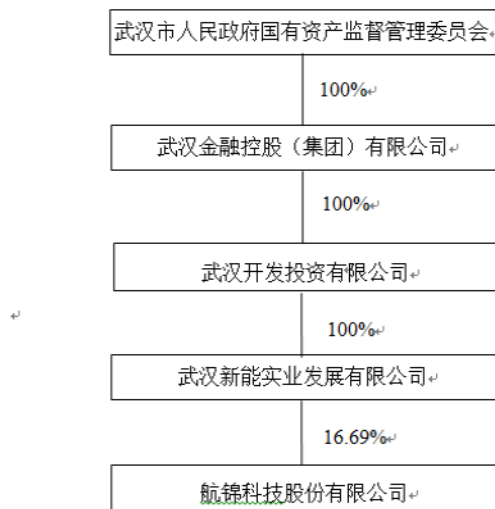 武汉市人民政府国有资产监督管理委员会
100%
武汉金融控股（集团）有限公司
100%
武汉开发投资有限公司
100%
武汉新能实业发展有限公司
16.69%
航锦科技股份有限公司